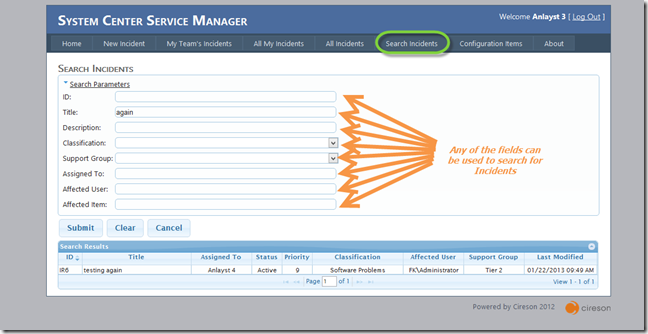 SYSTEM CENTER SERVICE MANAGER
Welcome Anlayst 3 [ Log Out ]
Home New Incident My Team's Incidents All My Incidents All Incidents Search Incidents Configuration Items About
SEARCH INCIDENTS
Search Parameters
ID:
Title: again
Description:
Classification:
Support Group:
Assigned To:
Affected User:
Affected Item:
Any of the fields can
be used to search for
Incidents
Submit Clear Cancel
Search Results
ID Title Assigned To Status Priority Classification Affected User Support Group Last Modified
IR6 testing again Anlayst 4 Active 9 Software Problems FK\Administrator Tier 2 01/22/2013 09:49 AM
Page 1 of 1 View 1 - 1 of 1
Powered by Cireson 2012 cireson